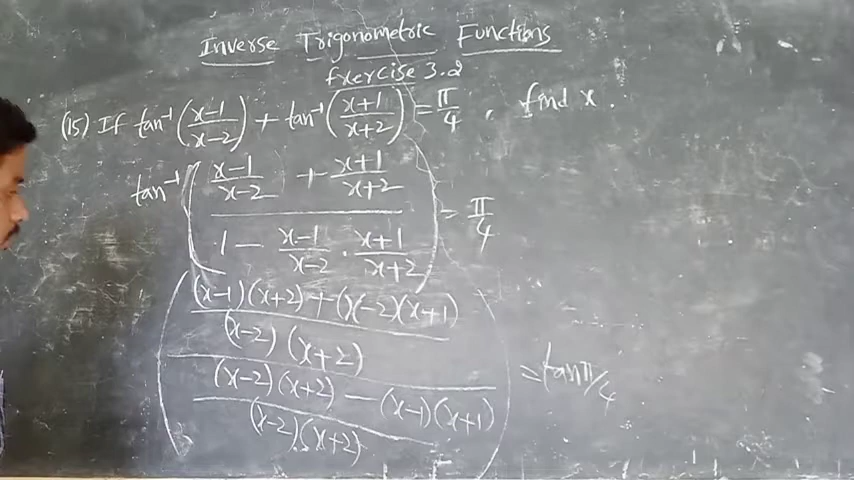 Inverse Trigonometric Functions
Exercise 3.2
(15) If tan⁻¹((x-1)/(x-2)) + tan⁻¹((x+1)/(x+2)) = π/4, find x.
tan⁻¹(((x-1)/(x-2) + (x+1)/(x+2))/(1 - (x-1)/(x-2) · (x+1)/(x+2))) = π/4
(((x-1)(x+2)+(x-2)(x+1))/((x-2)(x+2))/((x-2)(x+2)-(x-1)(x+1))/((x-2)(x+2))) = tan π/4